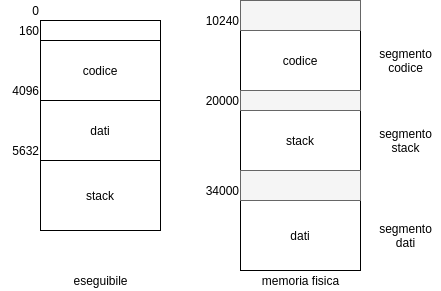 0
160
codice
4096
dati
5632
stack
eseguibile
10240
codice
segmento
codice
20000
stack
segmento
stack
34000
dati
segmento
dati
memoria fisica